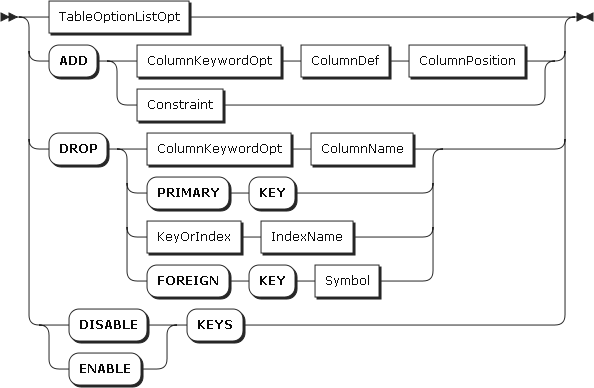 TableOptionListOpt
ADD ColumnKeywordOpt ColumnDef ColumnPosition
Constraint
DROP ColumnKeywordOpt ColumnName
PRIMARY KEY
KeyOrIndex IndexName
FOREIGN KEY Symbol
DISABLE KEYS
ENABLE